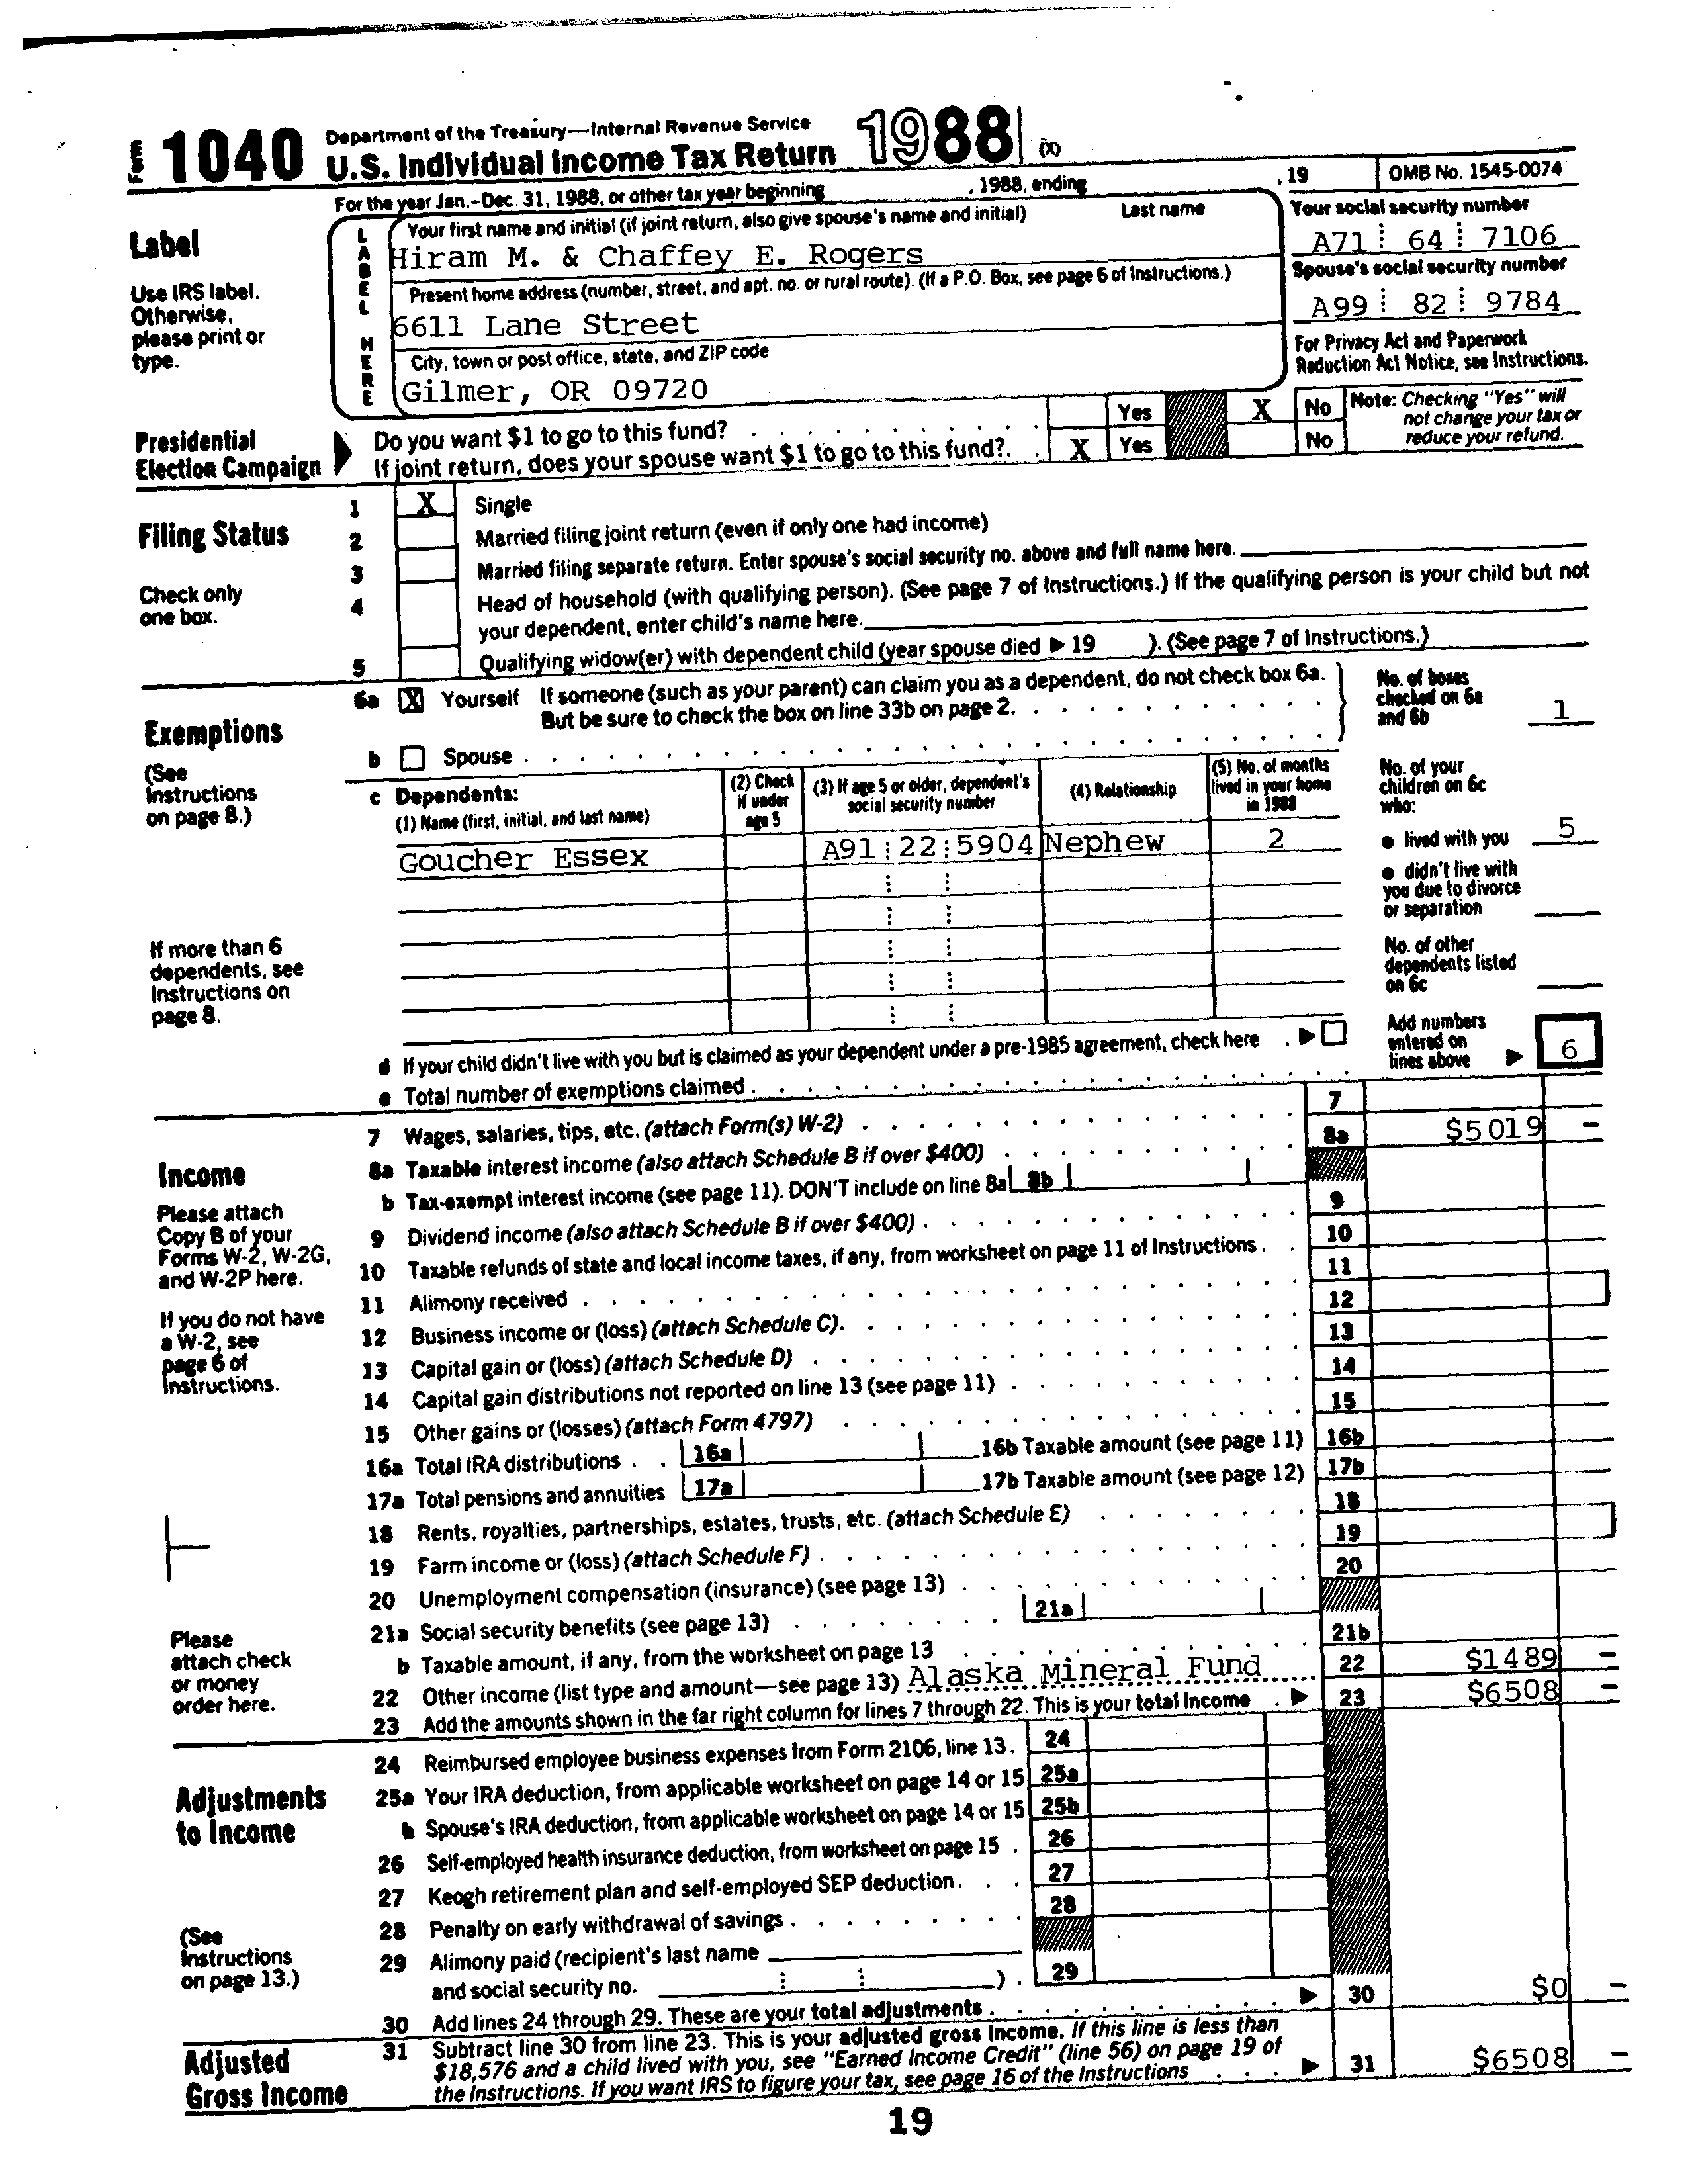 Form 1040 Department of the Treasury—Internal Revenue Service
U.S. Individual Income Tax Return 1988 (X)
For the year Jan.–Dec. 31, 1988, or other tax year beginning , 1988, ending , 19 OMB No. 1545-0074
Label
Use IRS label.
Otherwise,
please print or
type.
LABEL HERE
Your first name and initial (if joint return, also give spouse's name and initial) Last name
Hiram M. & Chaffey E. Rogers
Present home address (number, street, and apt. no. or rural route). (If a P.O. Box, see page 6 of Instructions.)
6611 Lane Street
City, town or post office, state, and ZIP code
Gilmer, OR 09720
Your social security number
A71 64 7106
Spouse's social security number
A99 82 9784
For Privacy Act and Paperwork
Reduction Act Notice, see Instructions.
Presidential
Election Campaign
Do you want $1 to go to this fund? Yes X No
If joint return, does your spouse want $1 to go to this fund? X Yes No
Note: Checking "Yes" will
not change your tax or
reduce your refund.
Filing Status
Check only
one box.
1 X Single
2 Married filing joint return (even if only one had income)
3 Married filing separate return. Enter spouse's social security no. above and full name here.
4 Head of household (with qualifying person). (See page 7 of Instructions.) If the qualifying person is your child but not
your dependent, enter child's name here.
5 Qualifying widow(er) with dependent child (year spouse died ▶ 19 ). (See page 7 of Instructions.)
Exemptions
(See
Instructions
on page 8.)
6a X Yourself If someone (such as your parent) can claim you as a dependent, do not check box 6a.
But be sure to check the box on line 33b on page 2.
b Spouse
No. of boxes
checked on 6a
and 6b 1
c Dependents:
(1) Name (first, initial, and last name)
(2) Check
if under
age 5
(3) If age 5 or older, dependent's
social security number
(4) Relationship
(5) No. of months
lived in your home
in 1988
Goucher Essex A91 22 5904 Nephew 2
No. of your
children on 6c
who:
● lived with you 5
● didn't live with
you due to divorce
or separation
No. of other
dependents listed
on 6c
If more than 6
dependents, see
Instructions on
page 8.
d If your child didn't live with you but is claimed as your dependent under a pre-1985 agreement, check here ▶
e Total number of exemptions claimed
Add numbers
entered on
lines above ▶ 6
Income
Please attach
Copy B of your
Forms W-2, W-2G,
and W-2P here.
If you do not have
a W-2, see
page 6 of
Instructions.
Please
attach check
or money
order here.
7 Wages, salaries, tips, etc. (attach Form(s) W-2) 7
8a Taxable interest income (also attach Schedule B if over $400) 8a $5019 –
b Tax-exempt interest income (see page 11). DON'T include on line 8a 8b
9 Dividend income (also attach Schedule B if over $400) 9
10 Taxable refunds of state and local income taxes, if any, from worksheet on page 11 of Instructions 10
11 Alimony received 11
12 Business income or (loss) (attach Schedule C) 12
13 Capital gain or (loss) (attach Schedule D) 13
14 Capital gain distributions not reported on line 13 (see page 11) 14
15 Other gains or (losses) (attach Form 4797) 15
16a Total IRA distributions 16a 16b Taxable amount (see page 11) 16b
17a Total pensions and annuities 17a 17b Taxable amount (see page 12) 17b
18 Rents, royalties, partnerships, estates, trusts, etc. (attach Schedule E) 18
19 Farm income or (loss) (attach Schedule F) 19
20 Unemployment compensation (insurance) (see page 13) 20
21a Social security benefits (see page 13) 21a
b Taxable amount, if any, from the worksheet on page 13 21b
22 Other income (list type and amount—see page 13) Alaska Mineral Fund 22 $1489 –
23 Add the amounts shown in the far right column for lines 7 through 22. This is your total income ▶ 23 $6508 –
Adjustments
to Income
(See
Instructions
on page 13.)
24 Reimbursed employee business expenses from Form 2106, line 13. 24
25a Your IRA deduction, from applicable worksheet on page 14 or 15 25a
b Spouse's IRA deduction, from applicable worksheet on page 14 or 15 25b
26 Self-employed health insurance deduction, from worksheet on page 15 26
27 Keogh retirement plan and self-employed SEP deduction 27
28 Penalty on early withdrawal of savings 28
29 Alimony paid (recipient's last name
and social security no. ) 29
30 Add lines 24 through 29. These are your total adjustments ▶ 30 $0 –
Adjusted
Gross Income
31 Subtract line 30 from line 23. This is your adjusted gross income. If this line is less than
$18,576 and a child lived with you, see "Earned Income Credit" (line 56) on page 19 of
the Instructions. If you want IRS to figure your tax, see page 16 of the Instructions ▶ 31 $6508 –
19